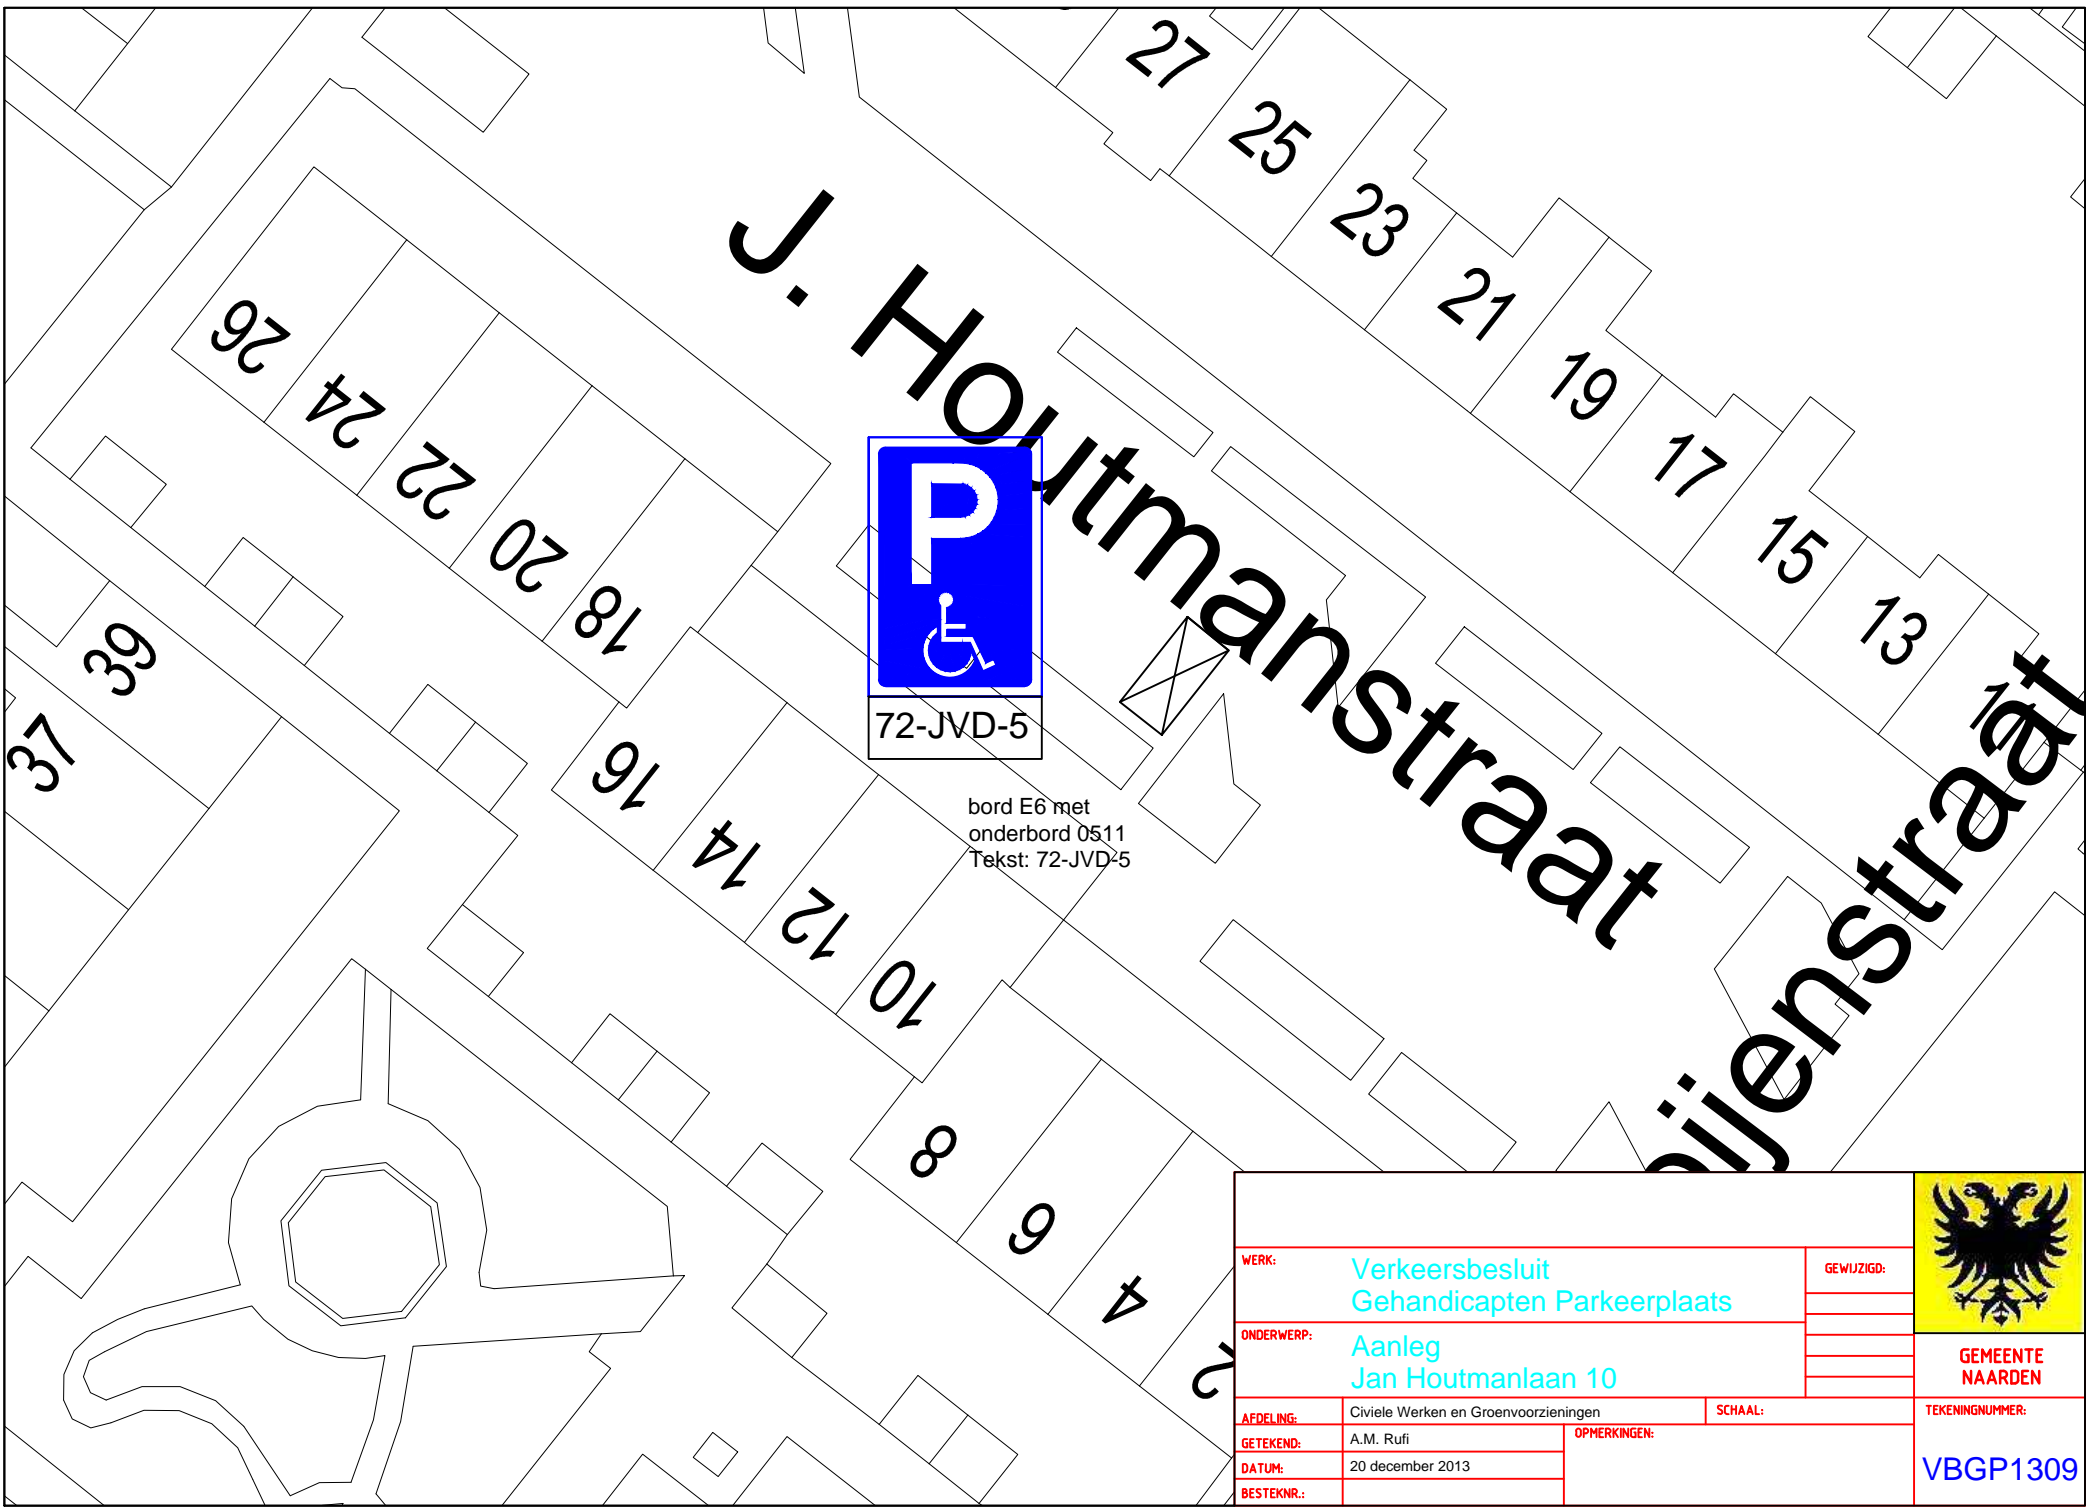 27
25
23
21
19
17
15
13
26
24
22
20
18
16
14
12
10
8
6
4
2
39
37
J. Houtmanstraat
P
72-JVD-5
bord E6 met
onderbord 0511
Tekst: 72-JVD-5
WERK:
Verkeersbesluit
Gehandicapten Parkeerplaats
GEWIJZIGD:
ONDERWERP:
Aanleg
Jan Houtmanlaan 10
GEMEENTE
NAARDEN
AFDELING:
Civiele Werken en Groenvoorzieningen
SCHAAL:
TEKENINGNUMMER:
GETEKEND:
A.M. Rufi
OPMERKINGEN:
DATUM:
20 december 2013
VBGP1309
BESTEKNR.: